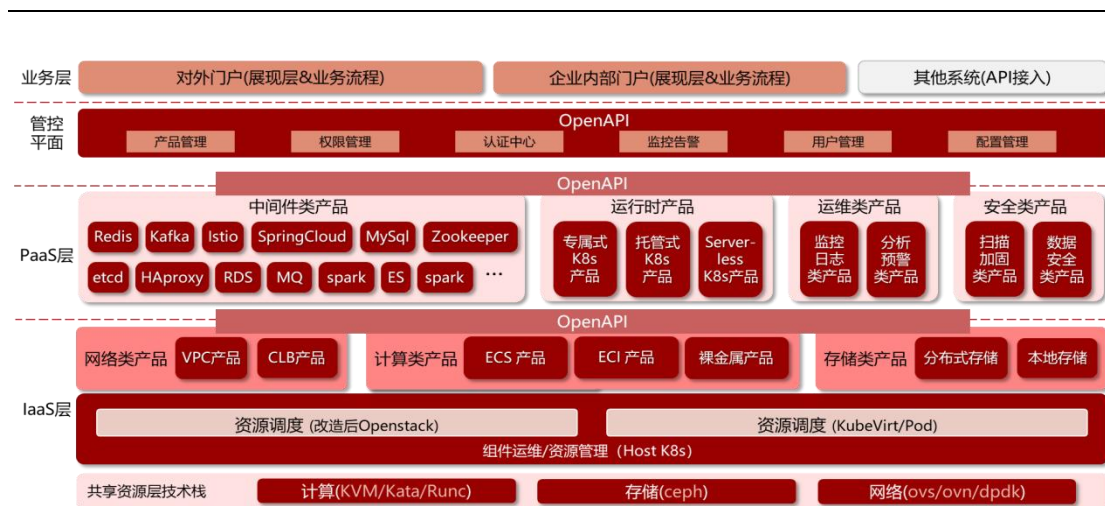 业务层
对外门户(展现层&业务流程)
企业内部门户(展现层&业务流程)
其他系统(API接入)
管控
平面
OpenAPI
产品管理
权限管理
认证中心
监控告警
用户管理
配置管理
OpenAPI
PaaS层
中间件类产品
Redis
Kafka
Istio
SpringCloud
MySql
Zookeeper
etcd
HAproxy
RDS
MQ
spark
ES
spark
...
运行时产品
专属式
K8s
产品
托管式
K8s
产品
Server-
less
K8s产品
运维类产品
监控
日志
类产品
分析
预警
类产品
安全类产品
扫描
加固
类产品
数据
安全
类产品
OpenAPI
IaaS层
网络类产品
VPC产品
CLB产品
计算类产品
ECS 产品
ECI 产品
裸金属产品
存储类产品
分布式存储
本地存储
资源调度 (改造后Openstack)
资源调度 (KubeVirt/Pod)
组件运维/资源管理（Host K8s）
共享资源层技术栈
计算(KVM/Kata/Runc)
存储(ceph)
网络(ovs/ovn/dpdk)